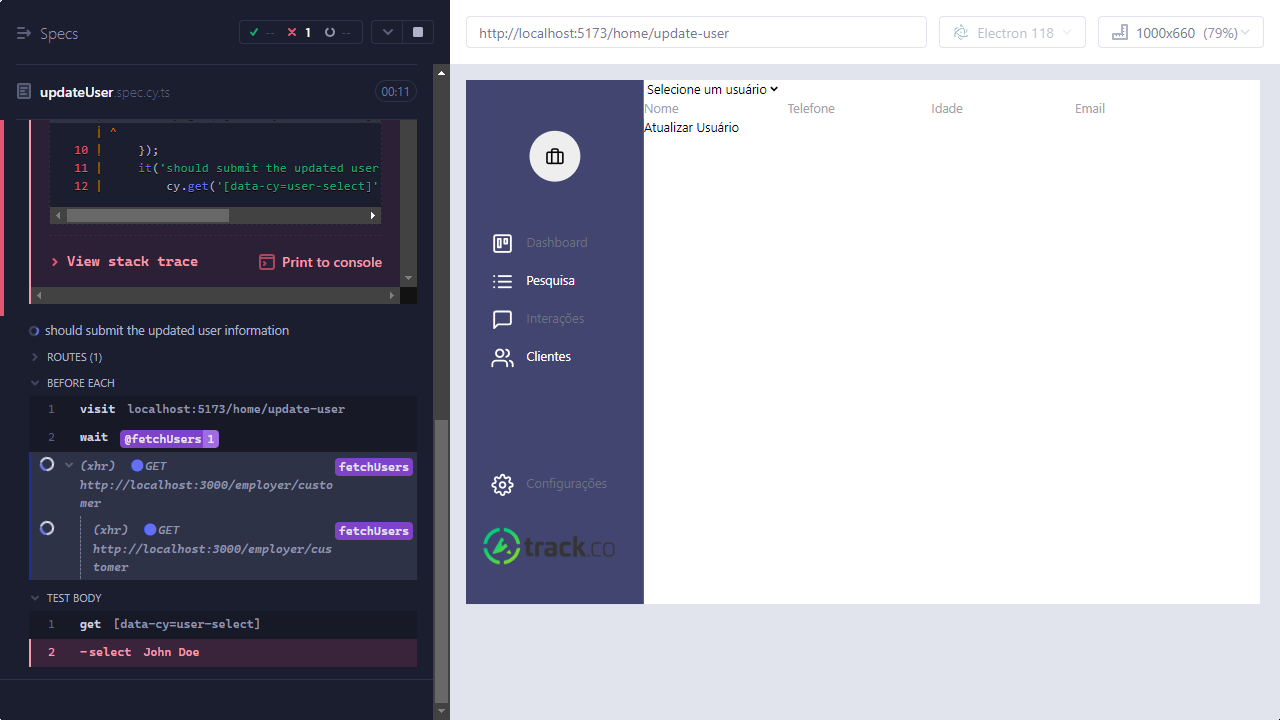 Specs
-- 1 --
updateUser.spec.cy.ts 00:11
| ^
10 | });
11 | it('should submit the updated user
12 | cy.get('[data-cy=user-select]'
> View stack trace
Print to console
should submit the updated user information
ROUTES (1)
BEFORE EACH
1 visit localhost:5173/home/update-user
2 wait @fetchUsers 1
(xhr) GET fetchUsers
http://localhost:3000/employer/custo
mer
(xhr) GET fetchUsers
http://localhost:3000/employer/cus
tomer
TEST BODY
1 get [data-cy=user-select]
2 -select John Doe
http://localhost:5173/home/update-user
Electron 118
1000x660 (79%)
Dashboard
Pesquisa
Interações
Clientes
Configurações
track.co
Selecione um usuário
Nome Telefone Idade Email
Atualizar Usuário